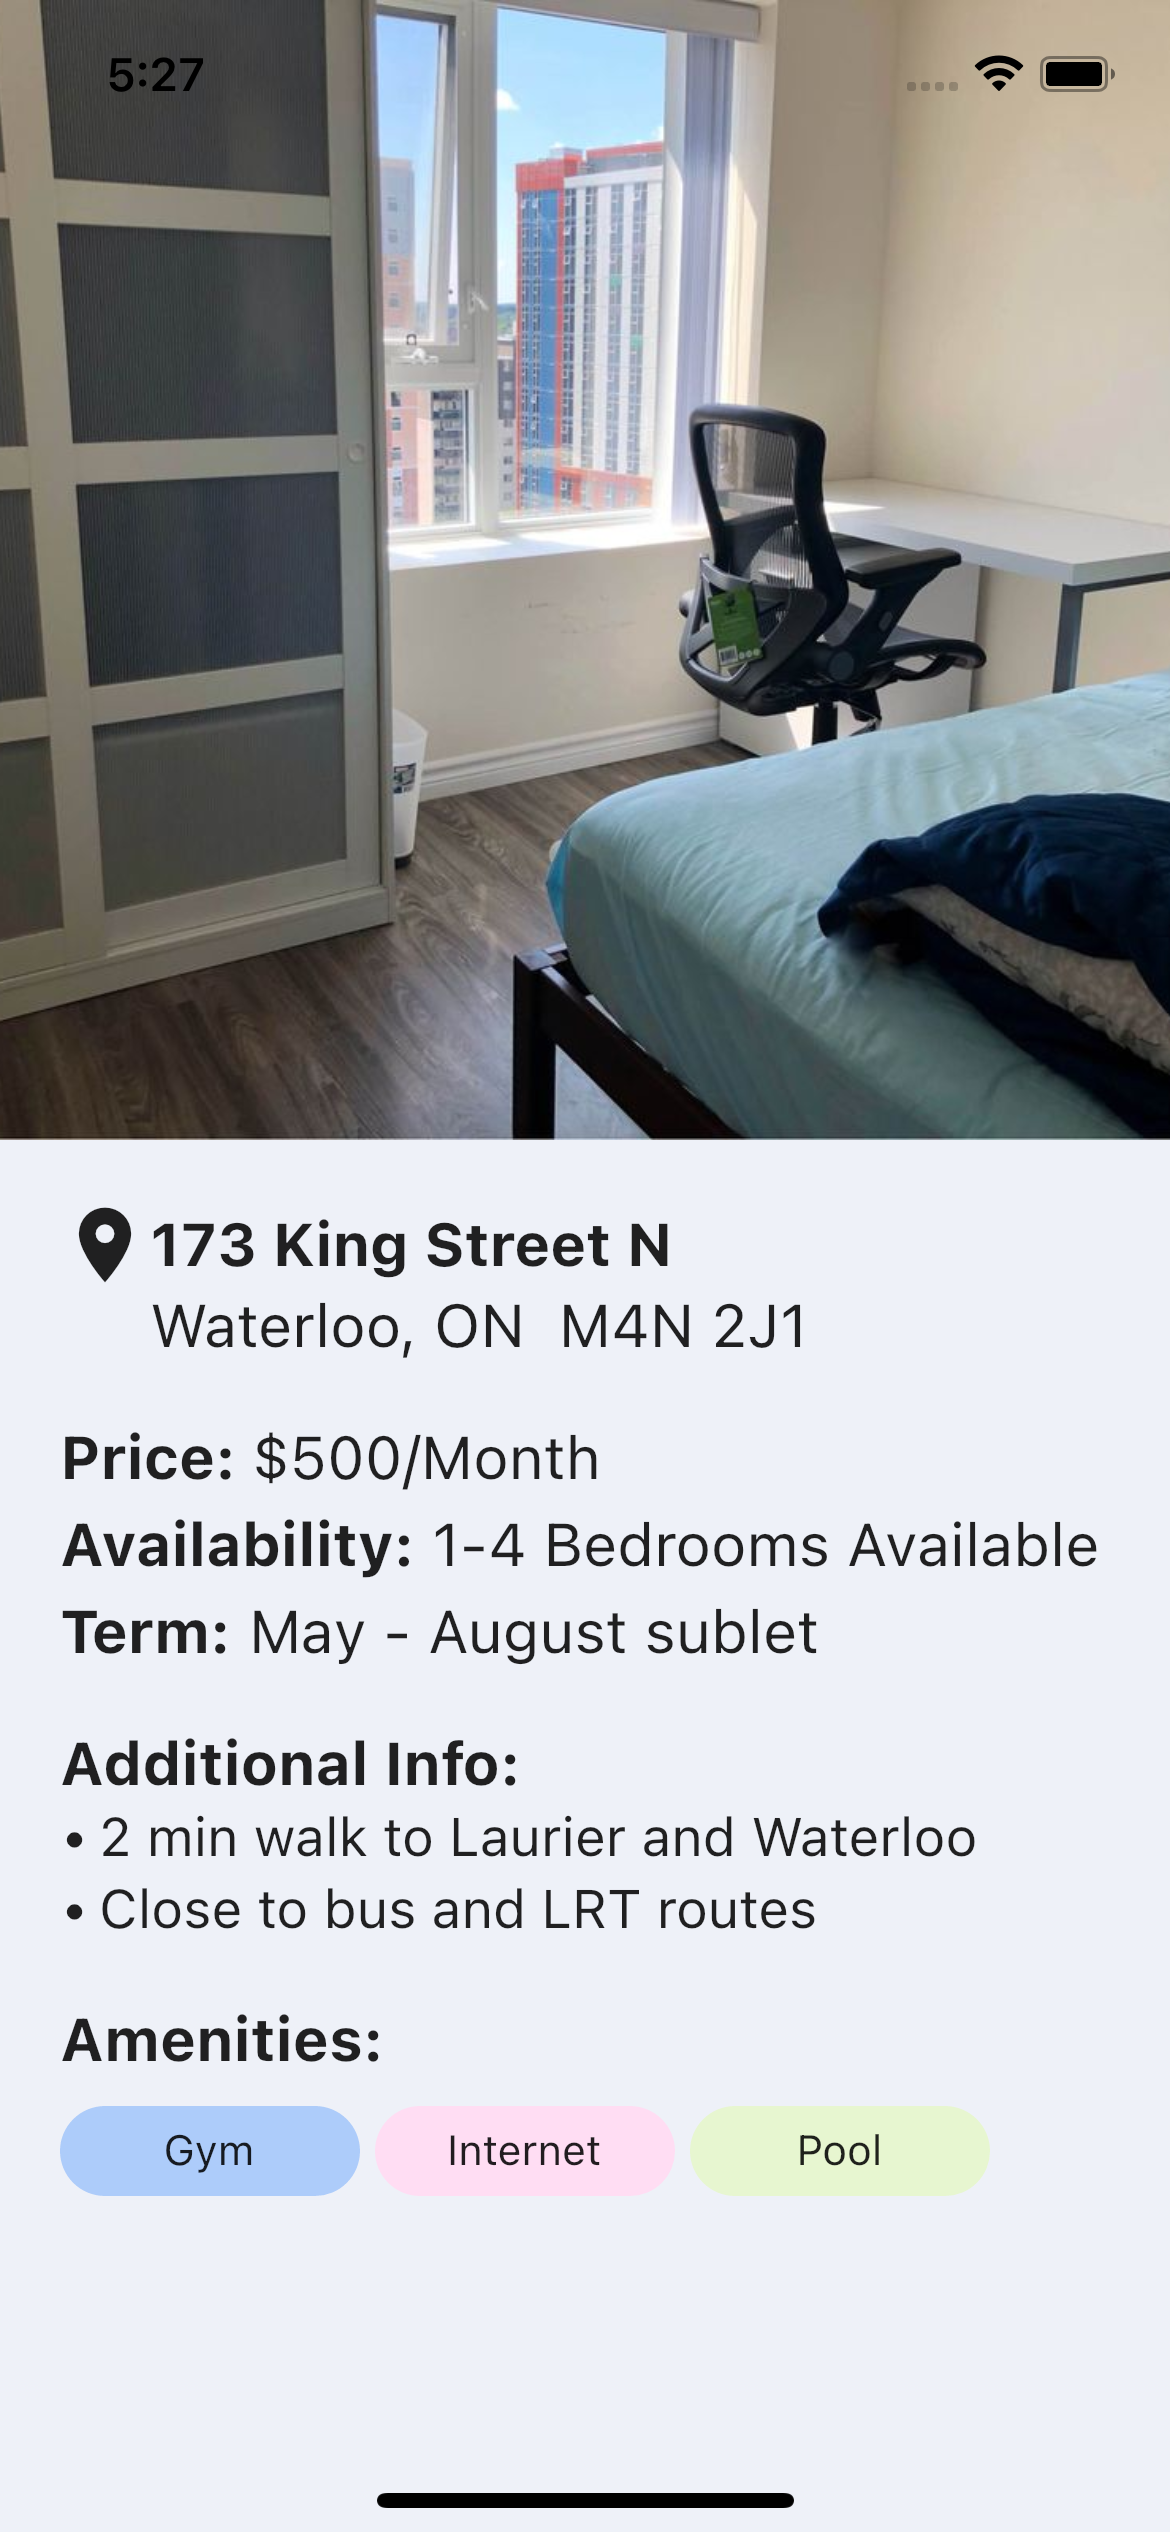 5:27
173 King Street N
Waterloo, ON  M4N 2J1
Price: $500/Month
Availability: 1-4 Bedrooms Available
Term: May - August sublet
Additional Info:
• 2 min walk to Laurier and Waterloo
• Close to bus and LRT routes
Amenities:
Gym Internet Pool